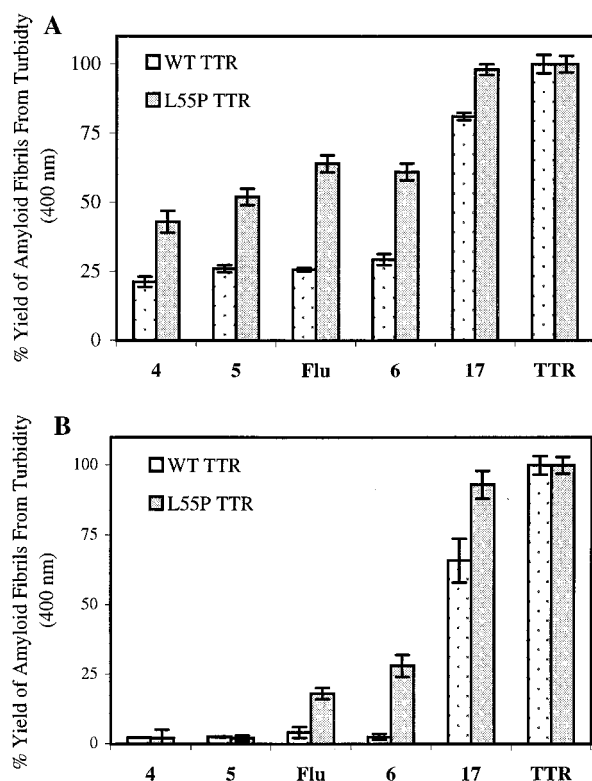 A
% Yield of Amyloid Fibrils From Turbidity
(400 nm)
100
75
50
25
0
WT TTR
L55P TTR
4 5 Flu 6 17 TTR
B
% Yield of Amyloid Fibrils From Turbidity
(400 nm)
100
75
50
25
0
WT TTR
L55P TTR
4 5 Flu 6 17 TTR